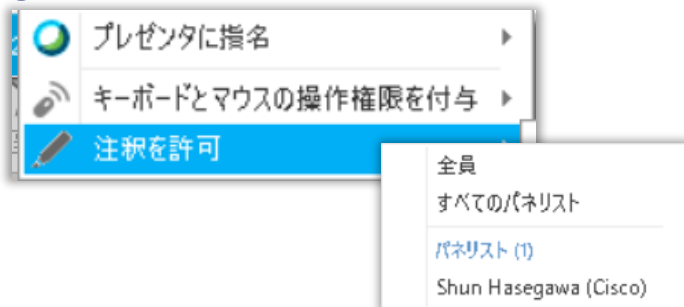 プレゼンタに指名
キーボードとマウスの操作権限を付与
注釈を許可
全員
すべてのパネリスト
パネリスト (1)
Shun Hasegawa (Cisco)